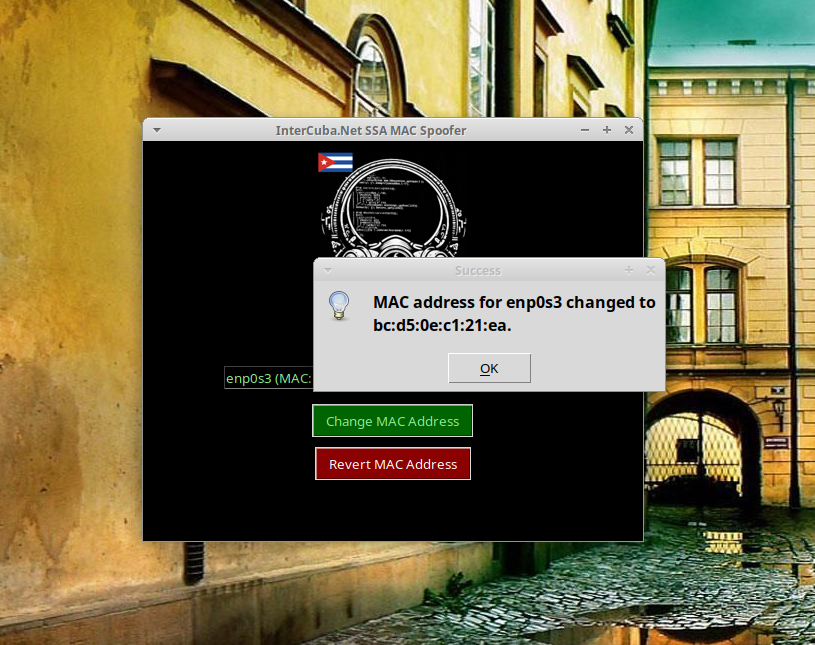 InterCuba.Net SSA MAC Spoofer
Success
MAC address for enp0s3 changed to
bc:d5:0e:c1:21:ea.
OK
enp0s3 (MAC:
Change MAC Address
Revert MAC Address